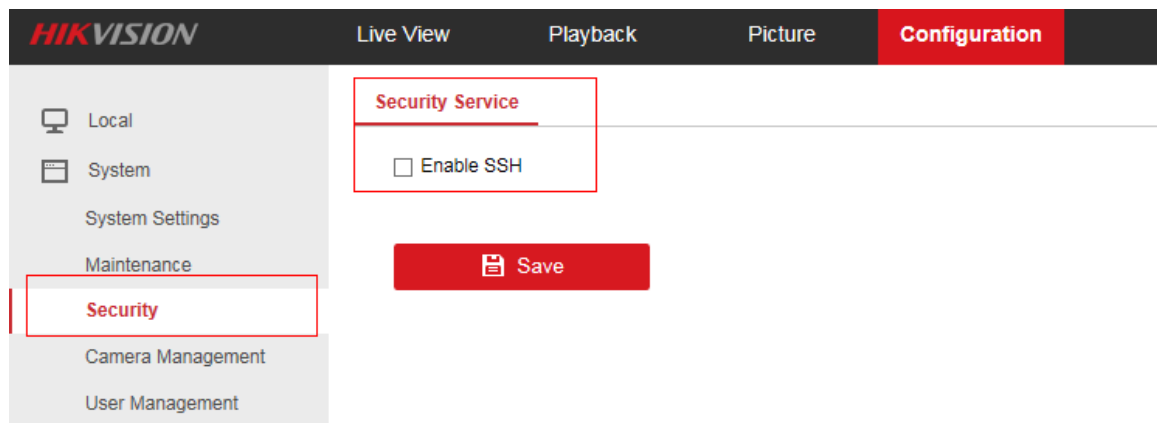 HIKVISION Live View Playback Picture Configuration
Local
System
System Settings
Maintenance
Security
Camera Management
User Management
Security Service
Enable SSH
Save